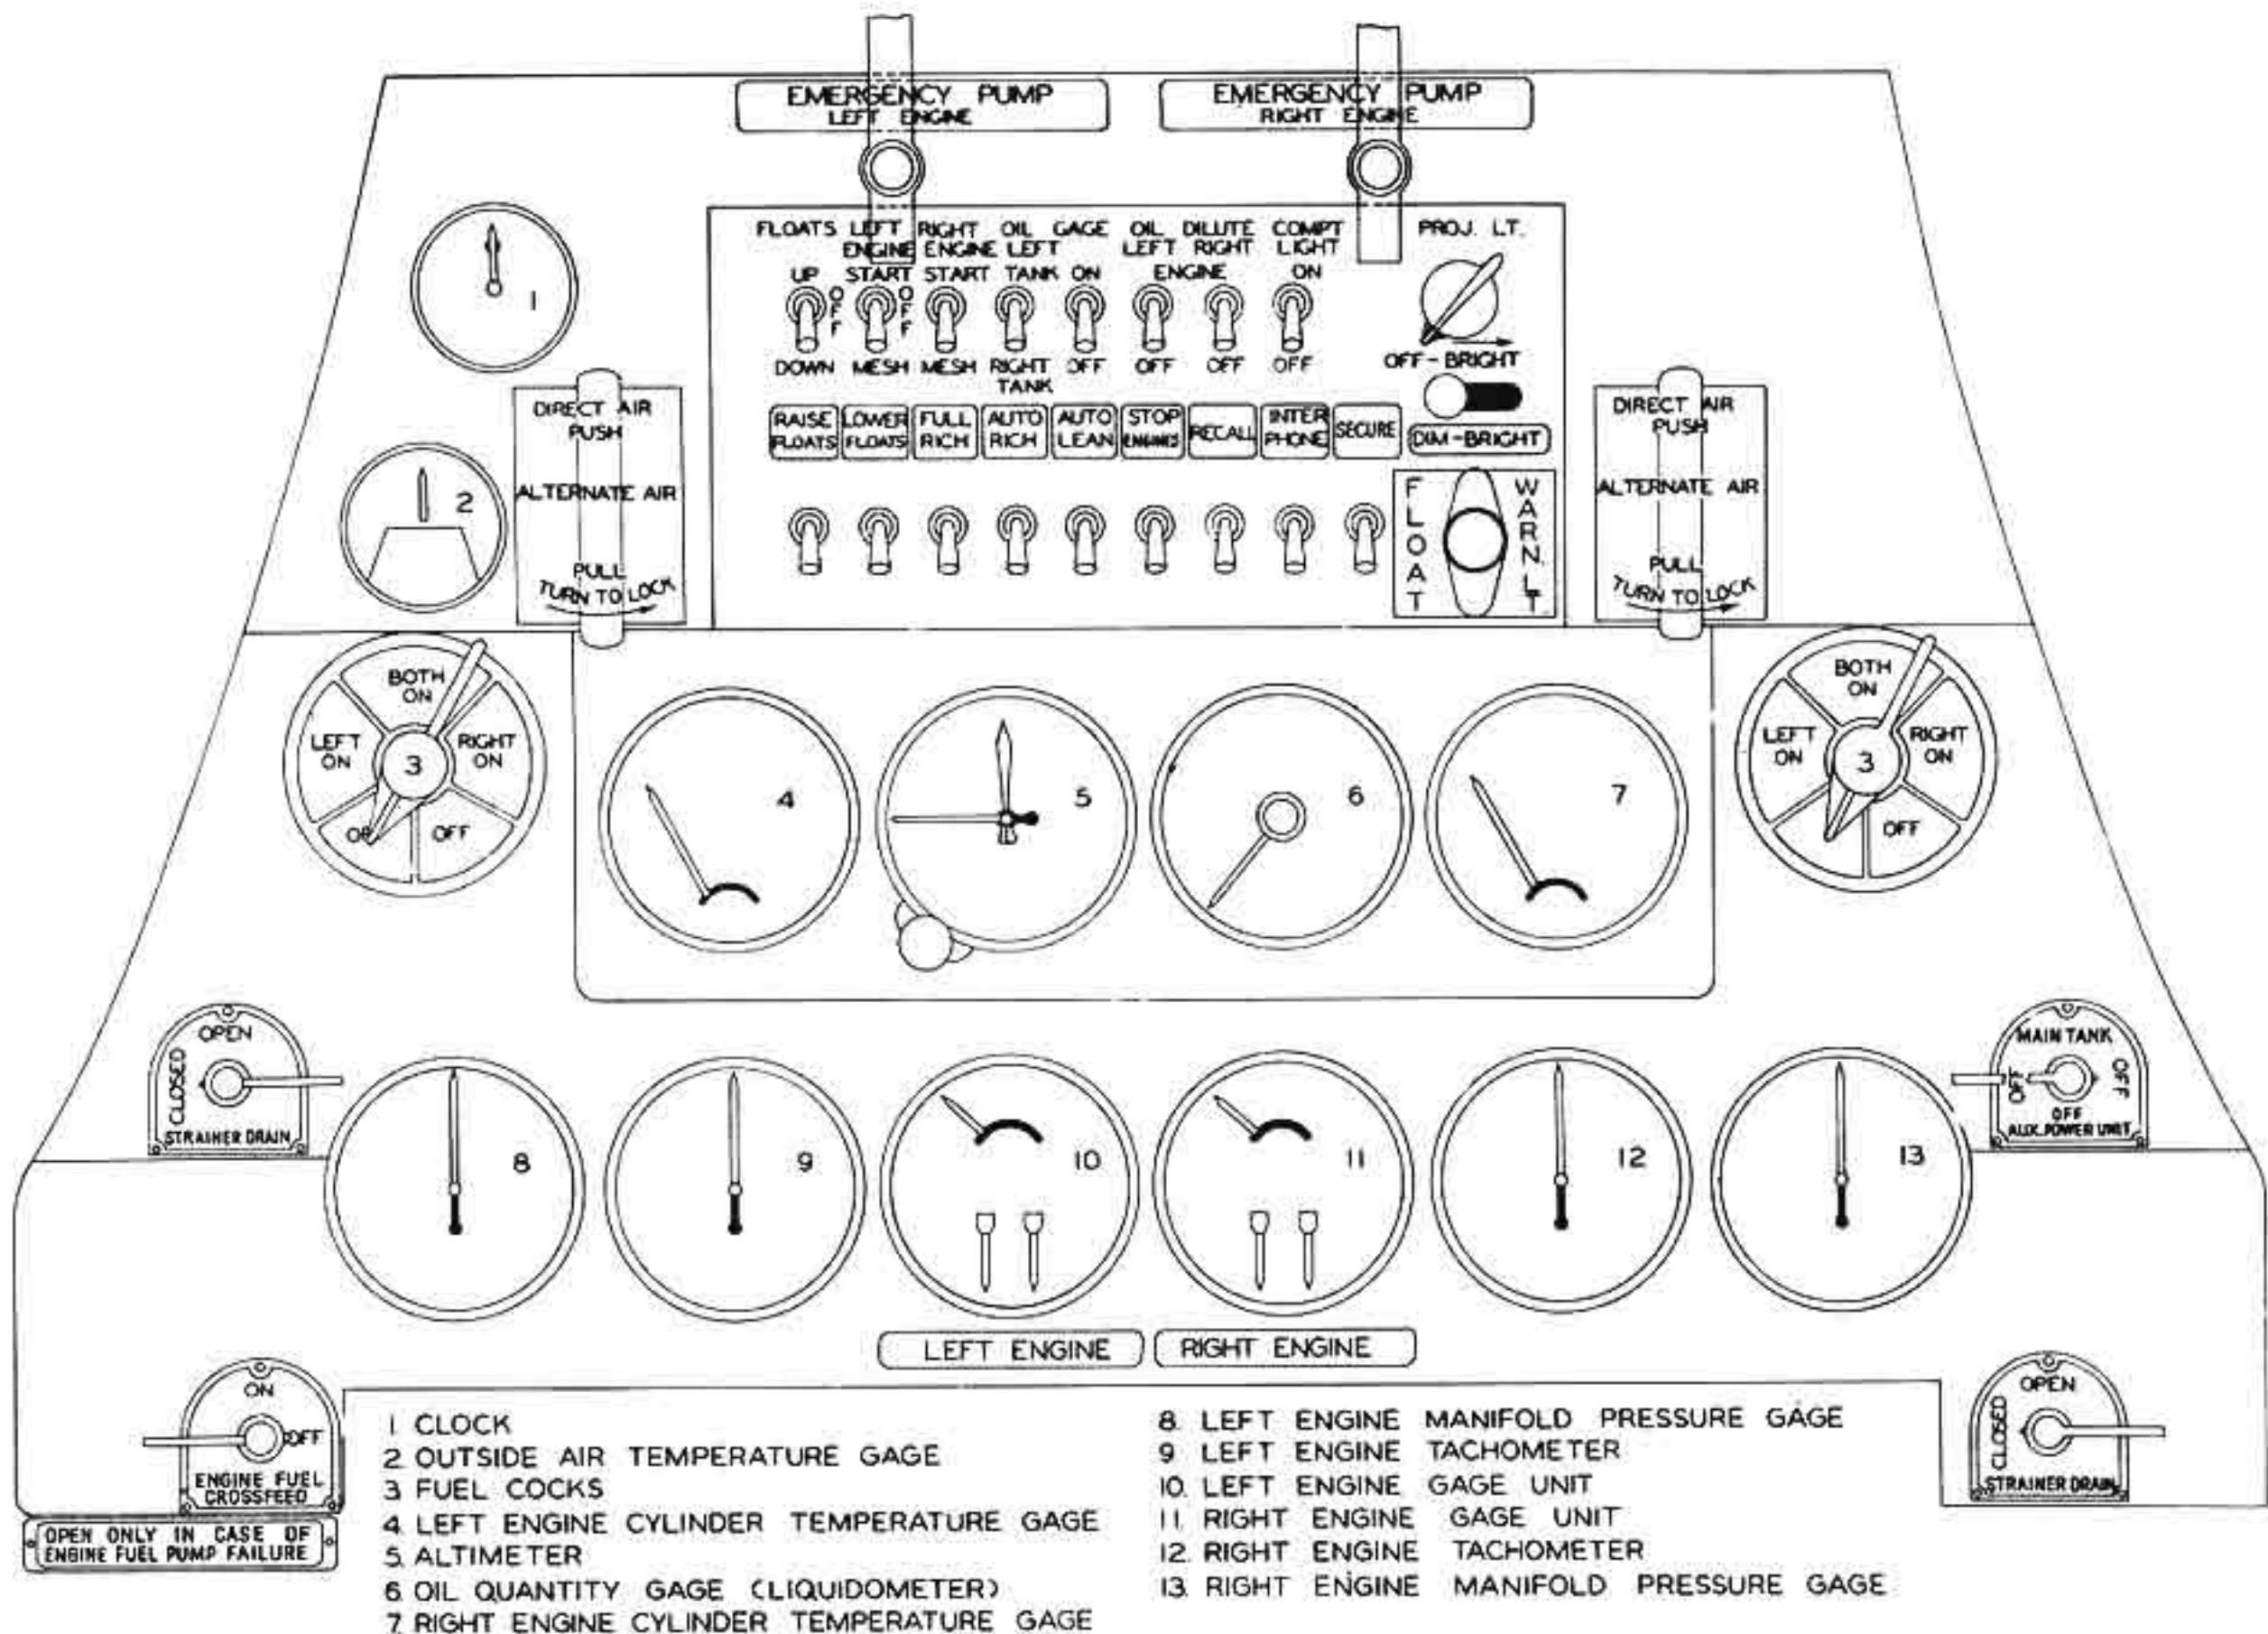 EMERGENCY PUMP
LEFT ENGINE
EMERGENCY PUMP
RIGHT ENGINE
FLOATS LEFT RIGHT OIL GAGE OIL DILUTE COMPT PROJ. LT.
ENGINE ENGINE LEFT LEFT RIGHT LIGHT
UP START START TANK ON ENGINE ON
OFF OFF
DOWN MESH MESH RIGHT OFF OFF OFF OFF
TANK
OFF-BRIGHT
RAISE FLOATS
LOWER FLOATS
FULL RICH
AUTO RICH
AUTO LEAN
STOP ENGINES
RECALL
INTER PHONE
SECURE
DIM-BRIGHT
FLOAT WARN. LT.
1
2
DIRECT AIR
PUSH
ALTERNATE AIR
PULL
TURN TO LOCK
DIRECT AIR
PUSH
ALTERNATE AIR
PULL
TURN TO LOCK
BOTH
ON
LEFT
ON
3
RIGHT
ON
OFF
4
5
6
7
BOTH
ON
LEFT
ON
3
RIGHT
ON
OFF
OPEN
CLOSED
STRAINER DRAIN
8
9
10
11
12
13
MAIN TANK
OFF
OFF
OFF
AUX. POWER UNIT
LEFT ENGINE
RIGHT ENGINE
ON
OFF
ENGINE FUEL
CROSSFEED
OPEN ONLY IN CASE OF
ENGINE FUEL PUMP FAILURE
OPEN
CLOSED
STRAINER DRAIN
1 CLOCK
2 OUTSIDE AIR TEMPERATURE GAGE
3 FUEL COCKS
4 LEFT ENGINE CYLINDER TEMPERATURE GAGE
5. ALTIMETER
6 OIL QUANTITY GAGE (LIQUIDOMETER)
7. RIGHT ENGINE CYLINDER TEMPERATURE GAGE
8. LEFT ENGINE MANIFOLD PRESSURE GAGE
9. LEFT ENGINE TACHOMETER
10. LEFT ENGINE GAGE UNIT
11. RIGHT ENGINE GAGE UNIT
12. RIGHT ENGINE TACHOMETER
13. RIGHT ENGINE MANIFOLD PRESSURE GAGE